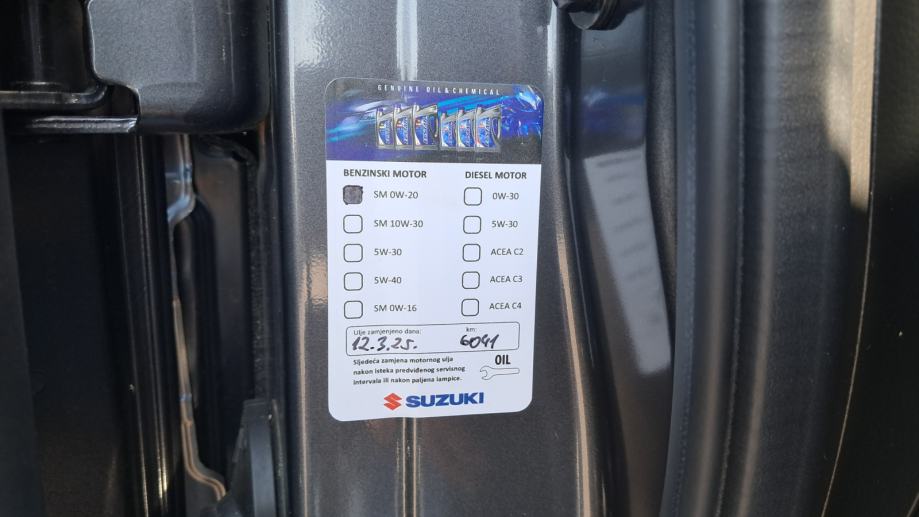 GENUINE OIL & CHEMICAL
BENZINSKI MOTOR
SM 0W-20
SM 10W-30
5W-30
5W-40
SM 0W-16
DIESEL MOTOR
0W-30
5W-30
ACEA C2
ACEA C3
ACEA C4
Ulje zamjenjeno dana:
12.3.25.
km:
6041
Sljedeća zamjena motornog ulja
nakon isteka predviđenog servisnog
intervala ili nakon paljena lampice.
OIL
SUZUKI